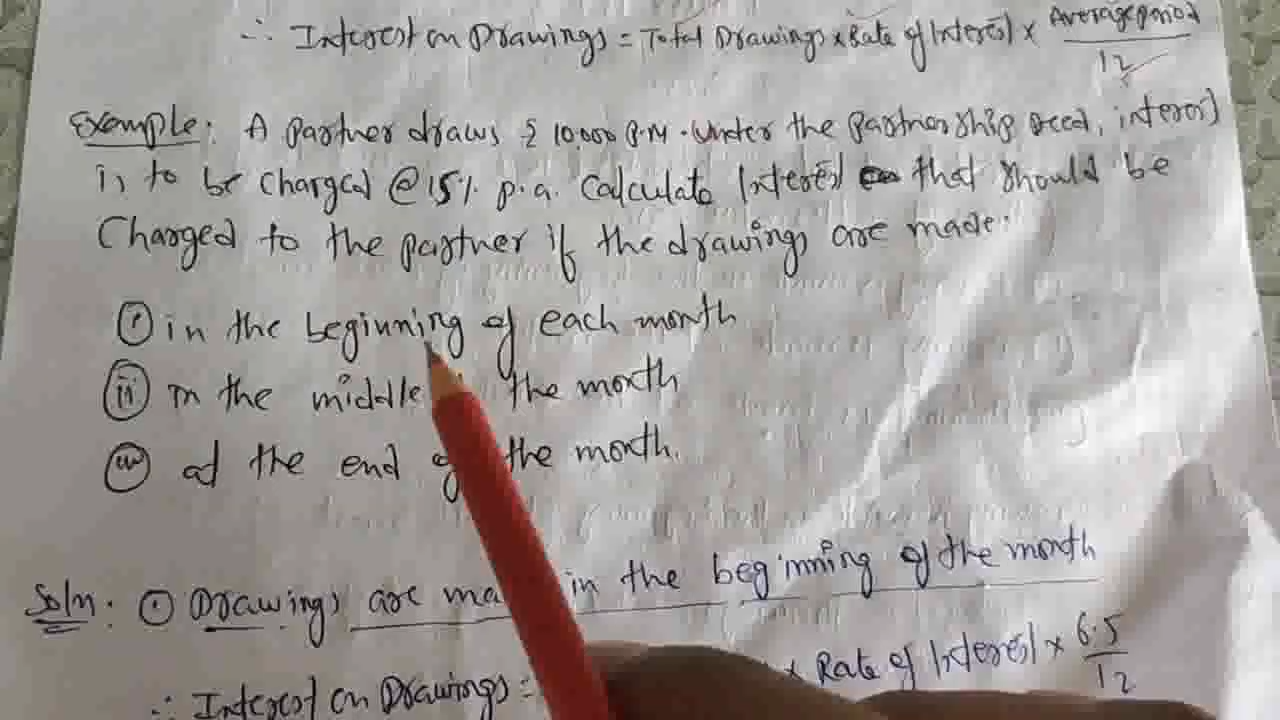 ∴ Interest on Drawings = Total Drawings × Rate of Interest × Average period / 12
Example: A partner draws ₹ 10,000 P.M. Under the partnership deed, interest
is to be charged @ 15% p.a. Calculate Interest that should be
Charged to the partner if the drawings are made:
(i) in the beginning of each month
(ii) in the middle the month
(iii) at the end of the month.
Soln: (i) Drawings are ma in the beginning of the month
∴ Interest on Drawings = × Rate of Interest × 6.5 / 12